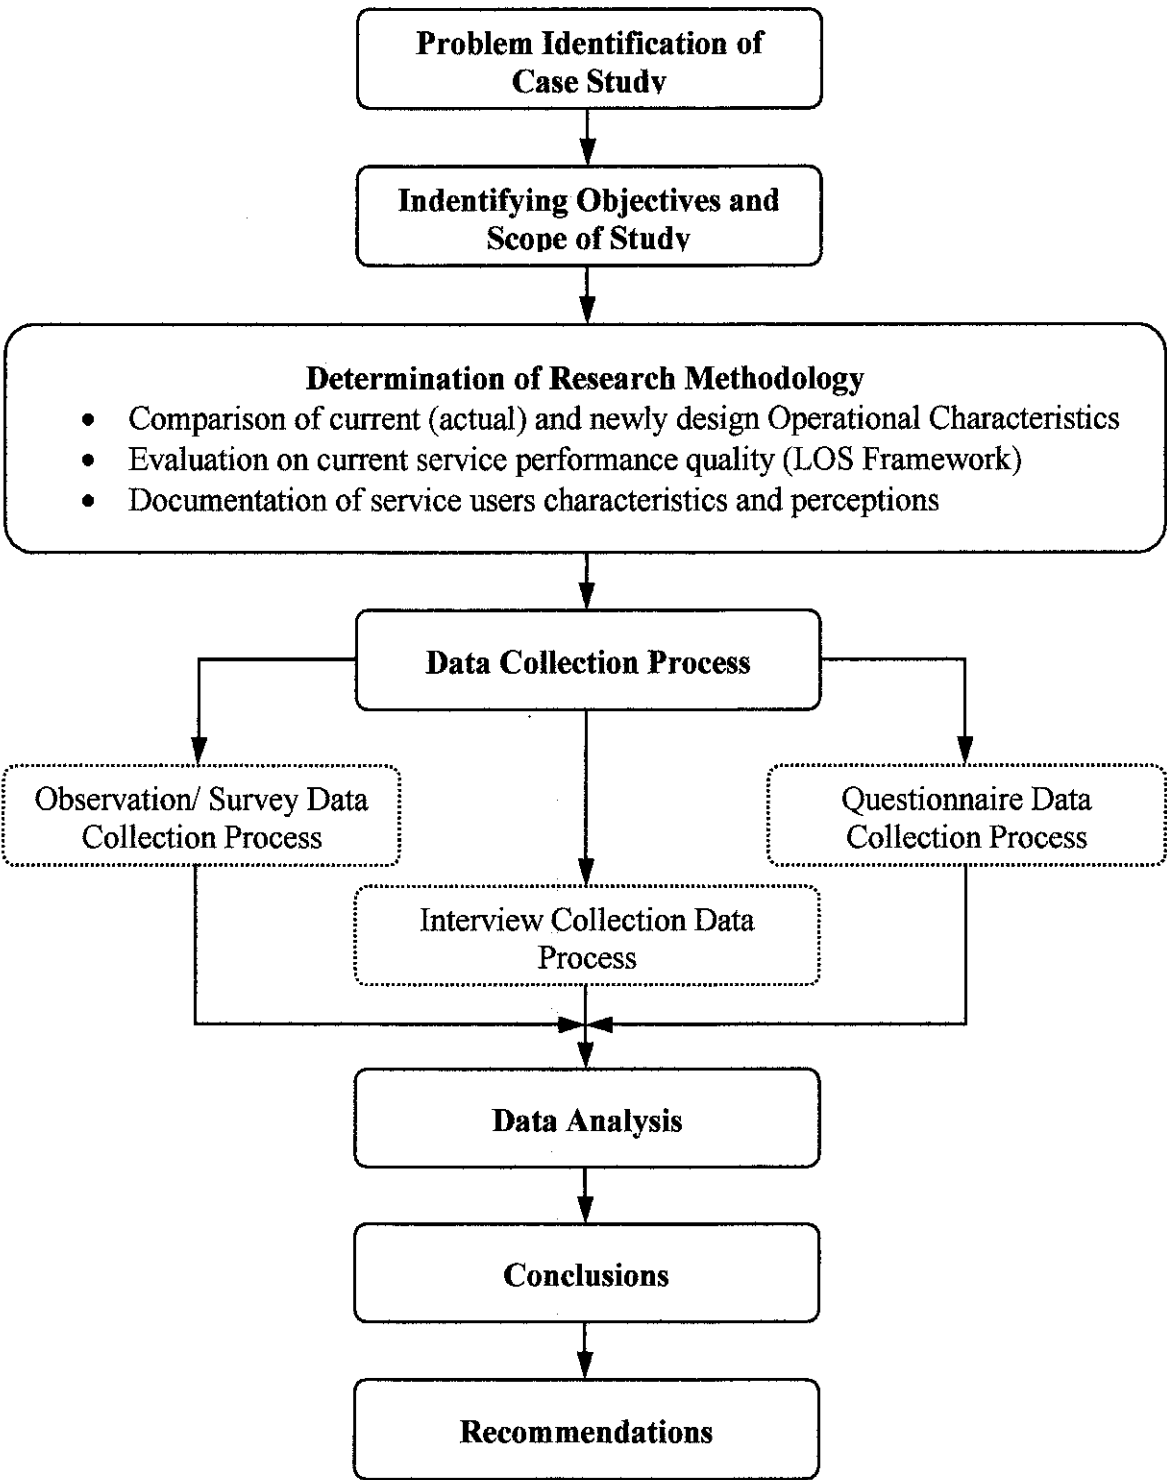 Problem Identification of
Case Study
Indentifying Objectives and
Scope of Study
Determination of Research Methodology
• Comparison of current (actual) and newly design Operational Characteristics
• Evaluation on current service performance quality (LOS Framework)
• Documentation of service users characteristics and perceptions
Data Collection Process
Observation/ Survey Data
Collection Process
Questionnaire Data
Collection Process
Interview Collection Data
Process
Data Analysis
Conclusions
Recommendations